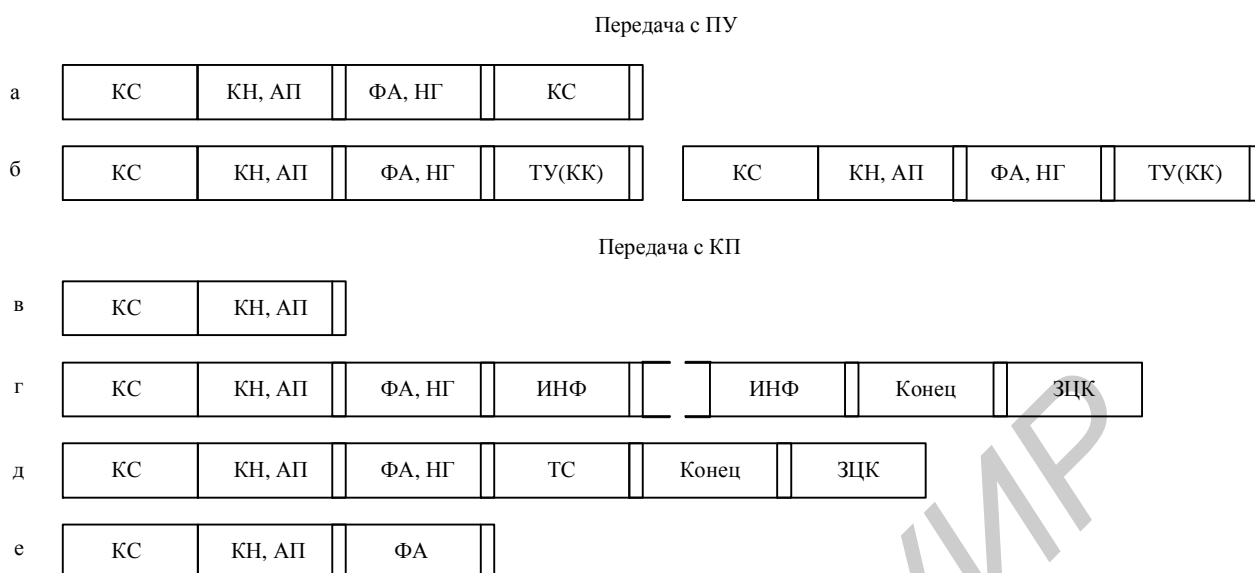 Передача с ПУ
а КС КН, АП ФА, НГ КС
б КС КН, АП ФА, НГ ТУ(КК) КС КН, АП ФА, НГ ТУ(КК)
Передача с КП
в КС КН, АП
г КС КН, АП ФА, НГ ИНФ ИНФ Конец ЗЦК
д КС КН, АП ФА, НГ ТС Конец ЗЦК
е КС КН, АП ФА